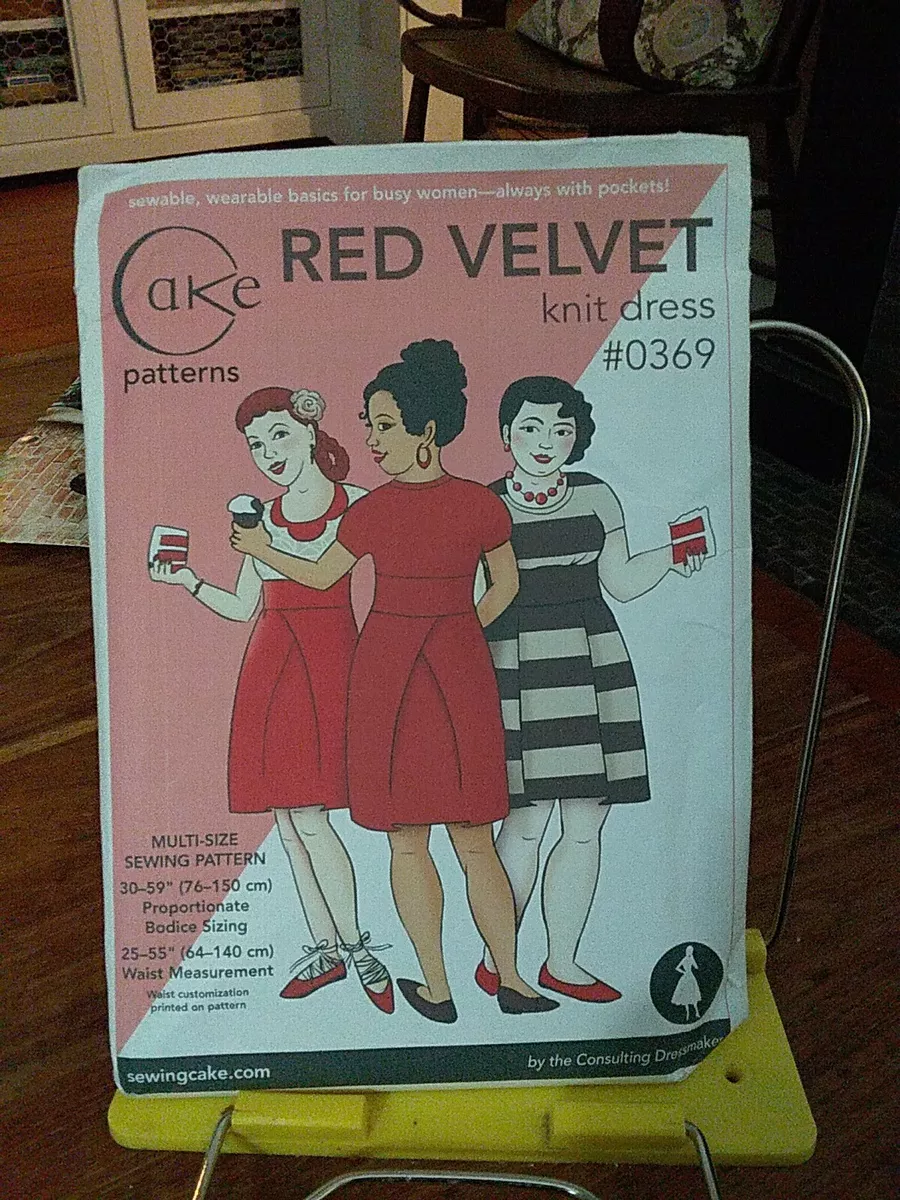 sewable, wearable basics for busy women—always with pockets!
Cake
patterns
RED VELVET
knit dress
#0369
MULTI-SIZE
SEWING PATTERN
30–59" (76–150 cm)
Proportionate
Bodice Sizing
25–55" (64–140 cm)
Waist Measurement
Waist customization
printed on pattern
sewingcake.com
by the Consulting Dressmaker